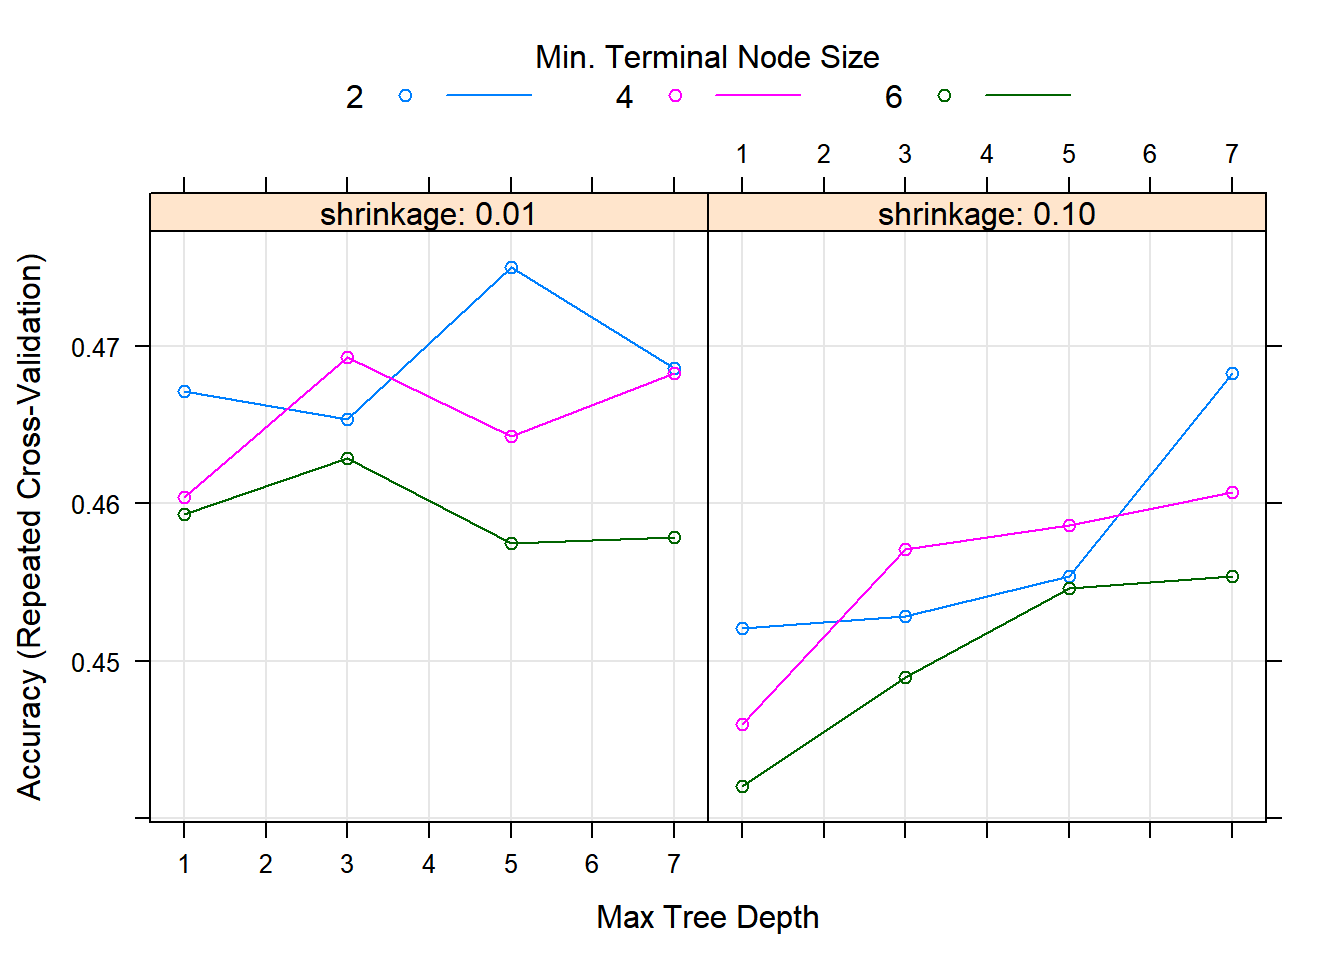 Min. Terminal Node Size
2 4 6
1 2 3 4 5 6 7
shrinkage: 0.01 shrinkage: 0.10
Accuracy (Repeated Cross-Validation)
0.47
0.46
0.45
1 2 3 4 5 6 7
Max Tree Depth